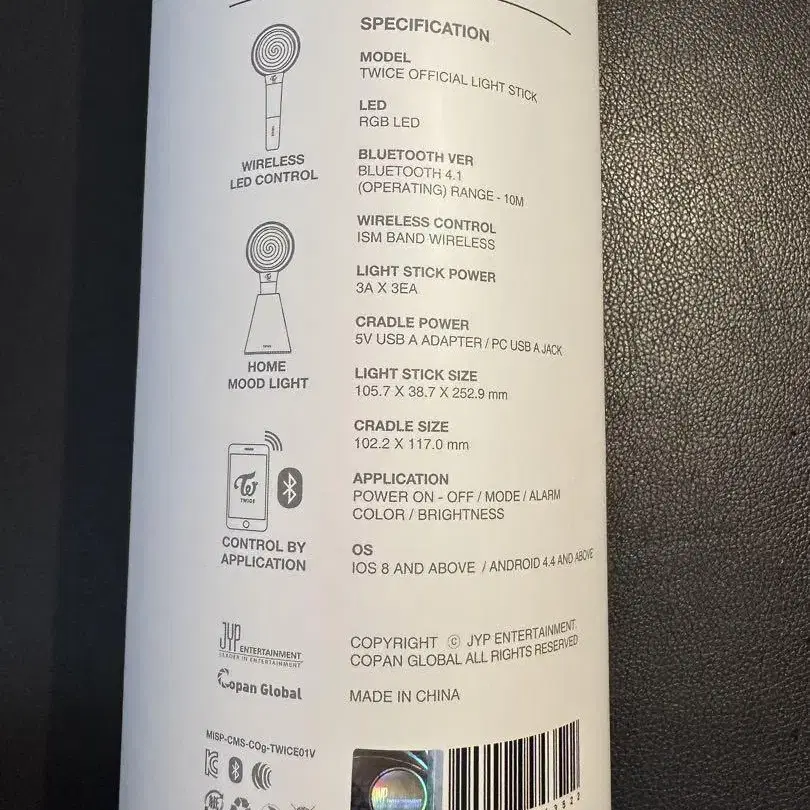 SPECIFICATION
MODEL
TWICE OFFICIAL LIGHT STICK
LED
RGB LED
BLUETOOTH VER
BLUETOOTH 4.1
(OPERATING) RANGE - 10M
WIRELESS CONTROL
ISM BAND WIRELESS
LIGHT STICK POWER
3A X 3EA
CRADLE POWER
5V USB A ADAPTER / PC USB A JACK
LIGHT STICK SIZE
105.7 X 38.7 X 252.9 mm
CRADLE SIZE
102.2 X 117.0 mm
APPLICATION
POWER ON - OFF / MODE / ALARM
COLOR / BRIGHTNESS
OS
IOS 8 AND ABOVE / ANDROID 4.4 AND ABOVE
WIRELESS
LED CONTROL
HOME
MOOD LIGHT
TWICE
CONTROL BY
APPLICATION
JYP ENTERTAINMENT
LEADER IN ENTERTAINMENT
Copan Global
COPYRIGHT © JYP ENTERTAINMENT.
COPAN GLOBAL ALL RIGHTS RESERVED
MADE IN CHINA
MISP-CMS-COg-TWICE01V
JYP